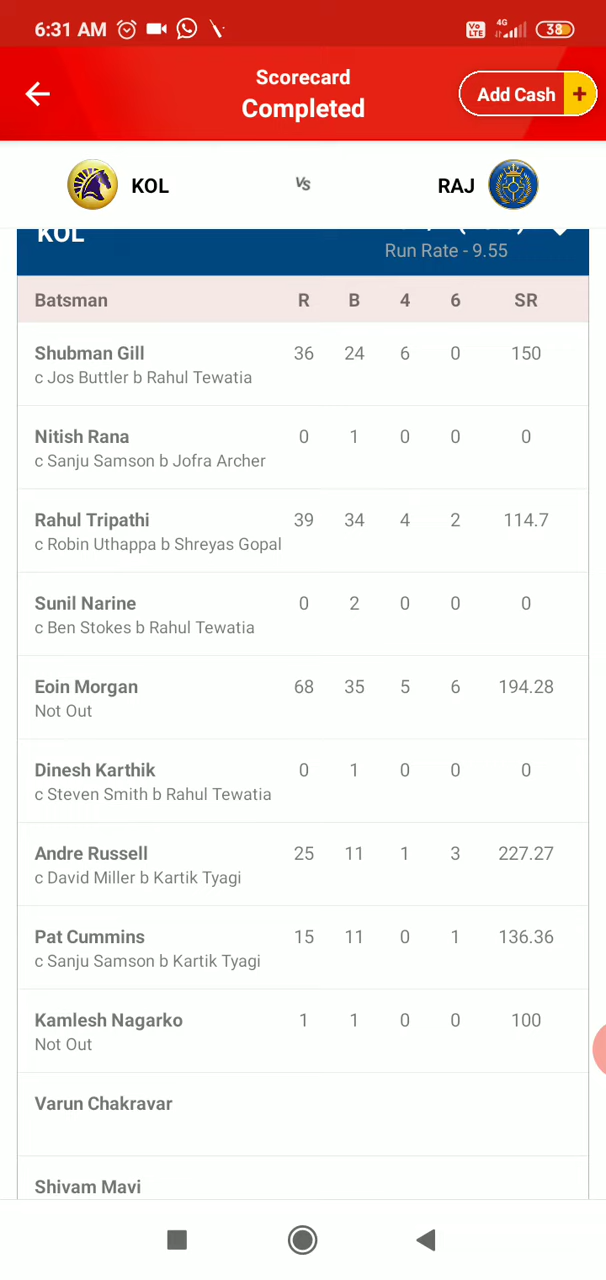 6:31 AM
Vo LTE 4G 38
Scorecard
Completed
Add Cash +
KOL Vs RAJ
KOL
Run Rate - 9.55
Batsman R B 4 6 SR
Shubman Gill 36 24 6 0 150
c Jos Buttler b Rahul Tewatia
Nitish Rana 0 1 0 0 0
c Sanju Samson b Jofra Archer
Rahul Tripathi 39 34 4 2 114.7
c Robin Uthappa b Shreyas Gopal
Sunil Narine 0 2 0 0 0
c Ben Stokes b Rahul Tewatia
Eoin Morgan 68 35 5 6 194.28
Not Out
Dinesh Karthik 0 1 0 0 0
c Steven Smith b Rahul Tewatia
Andre Russell 25 11 1 3 227.27
c David Miller b Kartik Tyagi
Pat Cummins 15 11 0 1 136.36
c Sanju Samson b Kartik Tyagi
Kamlesh Nagarko 1 1 0 0 100
Not Out
Varun Chakravar
Shivam Mavi